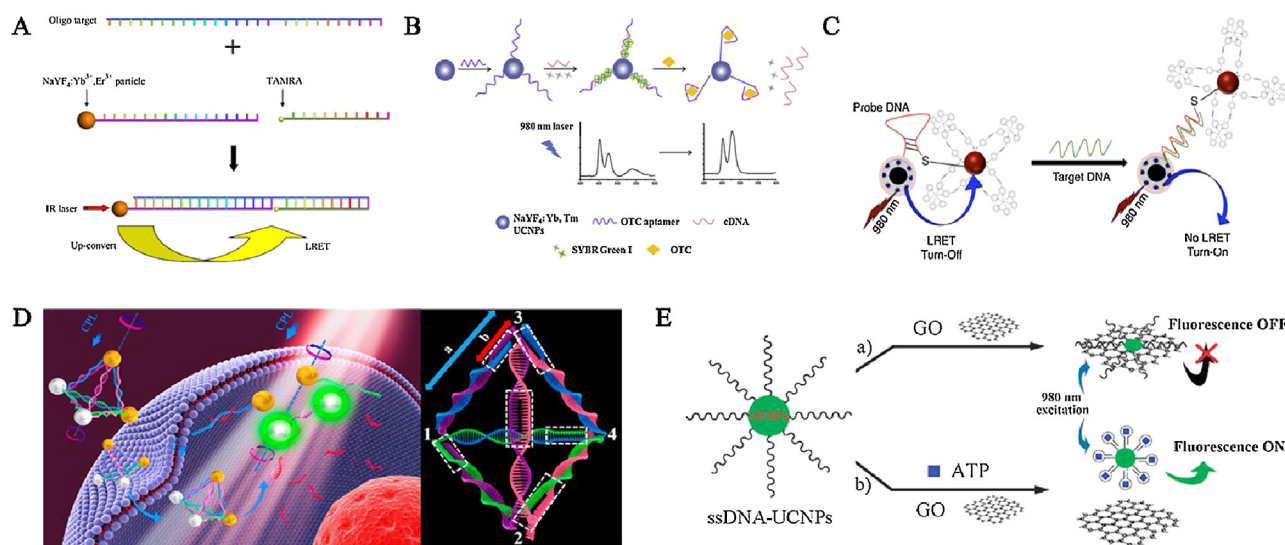 A
Oligo target
NaYF₄:Yb³⁺,Er³⁺ particle
TAMRA
IR laser
Up-convert
LRET
B
980 nm laser
NaYF₄: Yb, Tm
UCNPs
OTC aptamer
cDNA
SYBR Green I
OTC
C
Probe DNA
S
980 nm
LRET
Turn-Off
Target DNA
S
980 nm
No LRET
Turn-On
D
CPL
CPL
a
b
3
1
4
2
E
UCNPs
ssDNA-UCNPs
a)
GO
b)
ATP
GO
980 nm
excitation
Fluorescence OFF
Fluorescence ON